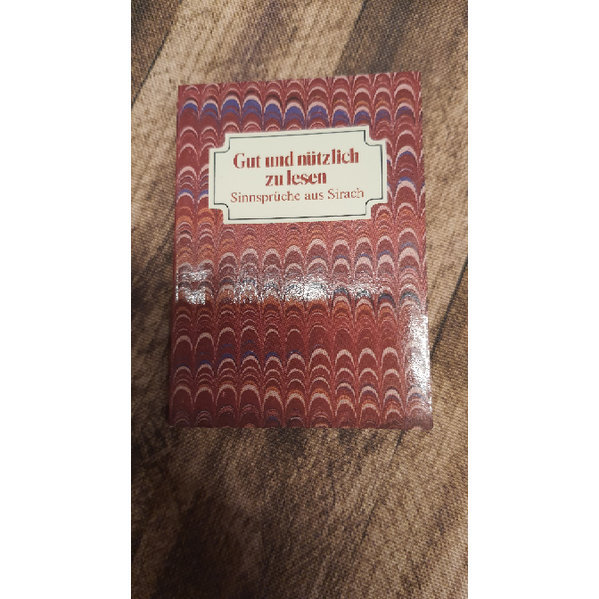 Gut und nützlich
zu lesen
Sinnsprüche aus Sirach